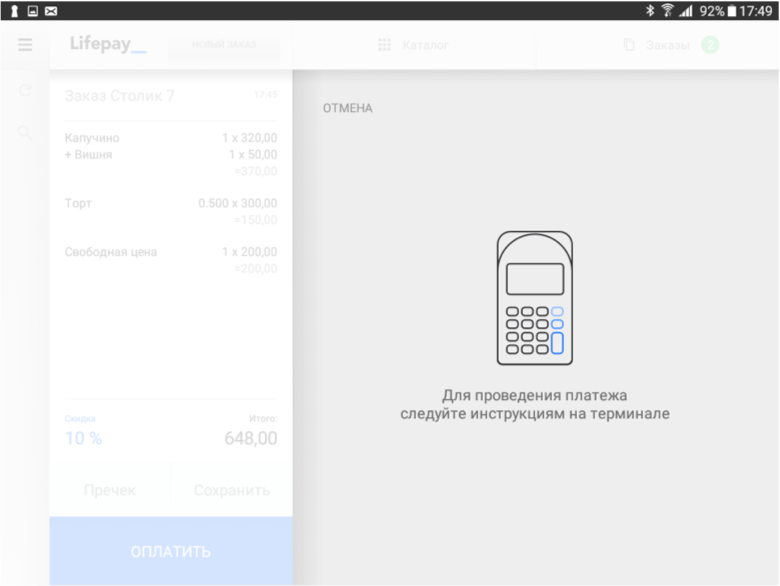 92% 17:49
Lifepay_
НОВЫЙ ЗАКАЗ
Каталог
Заказы 2
Заказ Столик 7 17:45
ОТМЕНА
Капучино 1 x 320,00
+ Вишня 1 x 50,00
=370,00
Торт 0.500 x 300,00
=150,00
Свободная цена 1 x 200,00
=200,00
Для проведения платежа
следуйте инструкциям на терминале
Скидка Итого:
10 % 648,00
Пречек Сохранить
ОПЛАТИТЬ